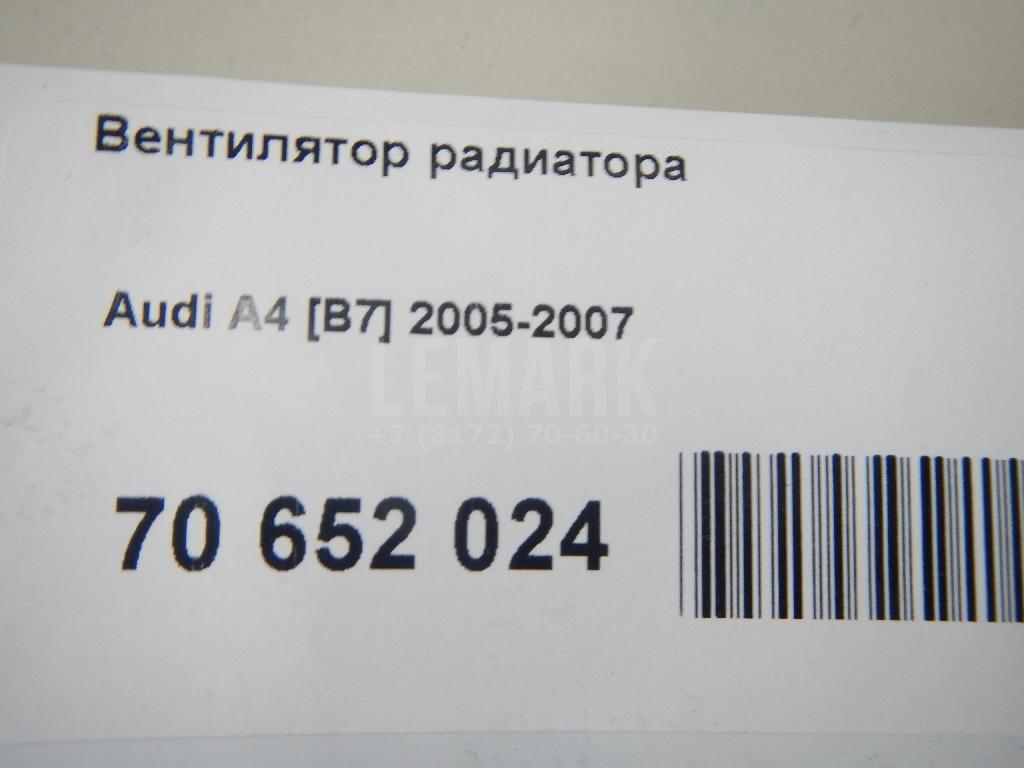 Вентилятор радиатора
Audi A4 [B7] 2005-2007
LEMARK
+7 (8172) 70-60-30
70 652 024